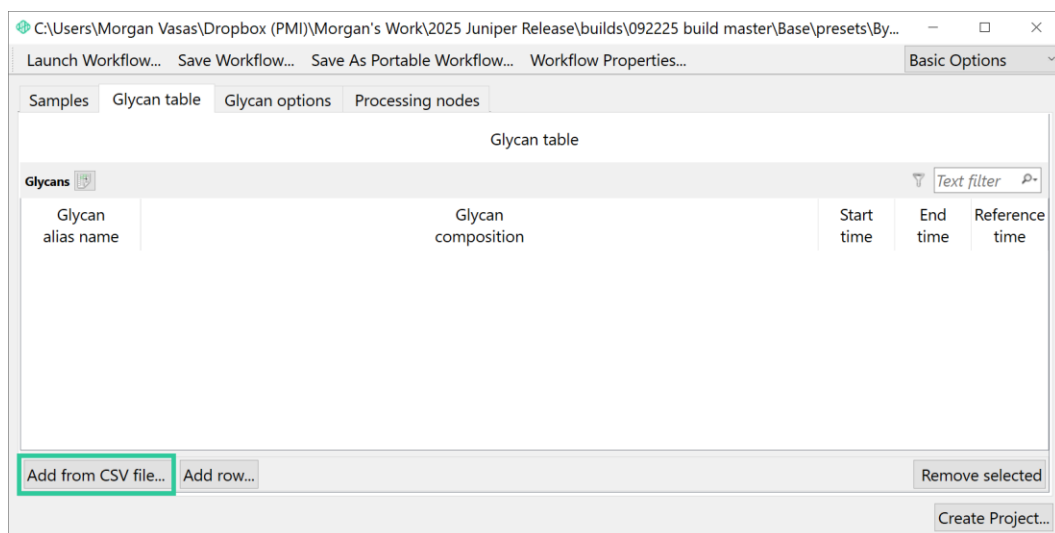 C:\Users\Morgan Vasas\Dropbox (PMI)\Morgan's Work\2025 Juniper Release\builds\092225 build master\Base\presets\By...
Launch Workflow... Save Workflow... Save As Portable Workflow... Workflow Properties... Basic Options
Samples Glycan table Glycan options Processing nodes
Glycan table
Glycans Text filter
Glycan alias name Glycan composition Start time End time Reference time
Add from CSV file... Add row... Remove selected
Create Project...